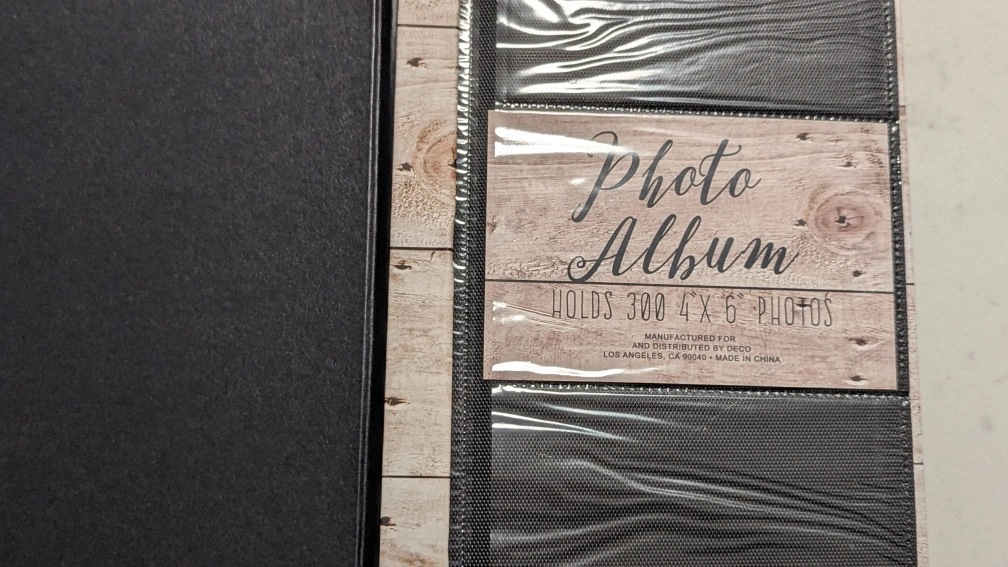 Photo
Album
HOLDS 300 4"X 6" PHOTOS
MANUFACTURED FOR
AND DISTRIBUTED BY DECO
LOS ANGELES, CA 90040 • MADE IN CHINA